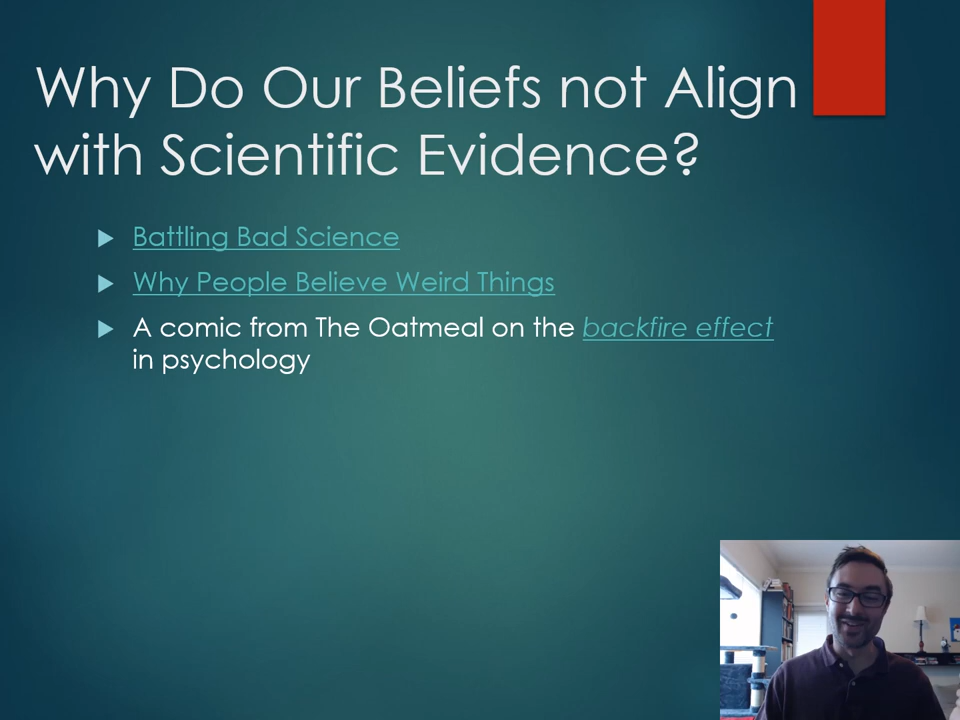 Why Do Our Beliefs not Align
with Scientific Evidence?
Battling Bad Science
Why People Believe Weird Things
A comic from The Oatmeal on the backfire effect
in psychology